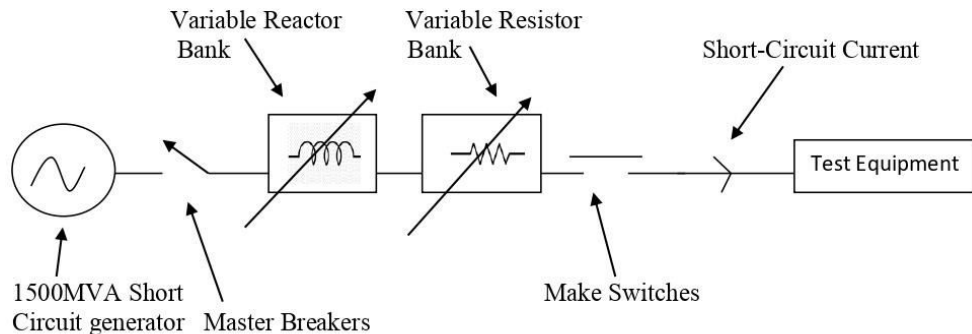 Variable Reactor
Bank
Variable Resistor
Bank
Short-Circuit Current
Test Equipment
1500MVA Short
Circuit generator
Master Breakers
Make Switches